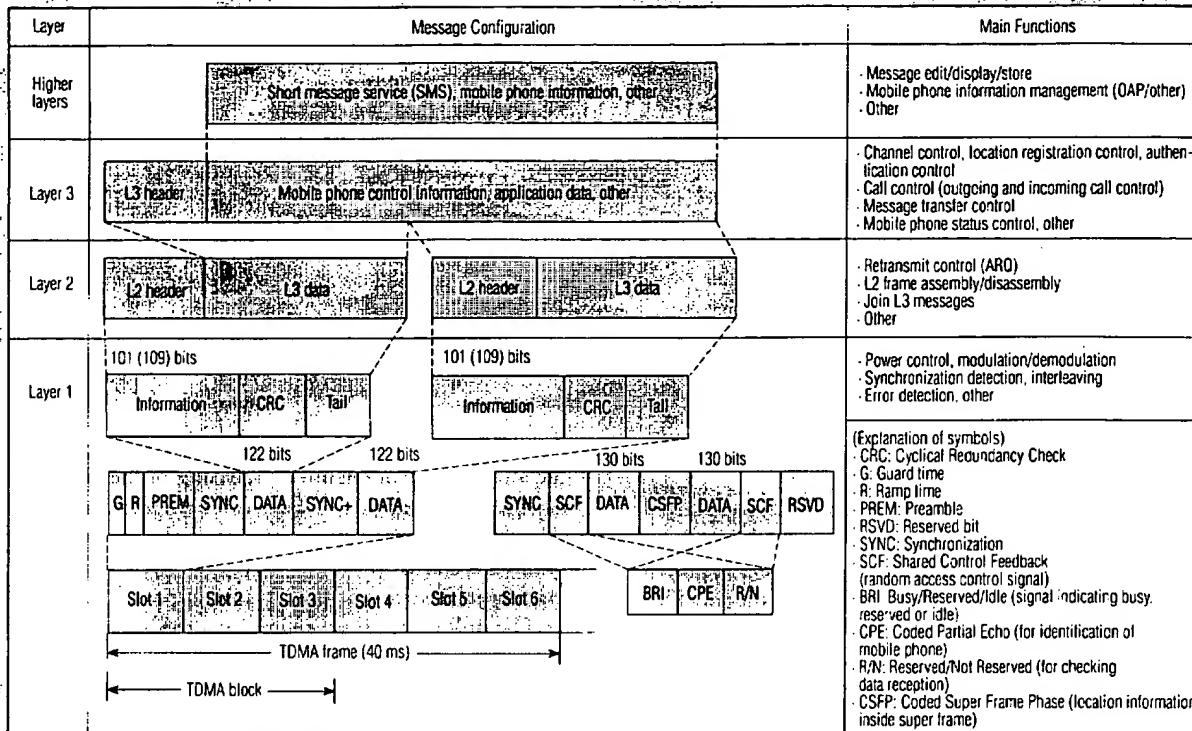 Layer
Message Configuration
Main Functions
Higher
layers
Short message service (SMS), mobile phone information, other
· Message edit/display/store
· Mobile phone information management (OAP/other)
· Other
Layer 3
L3 header
Mobile phone control information, application data, other
· Channel control, location registration control, authen-
tication control
· Call control (outgoing and incoming call control)
· Message transfer control
· Mobile phone status control, other
Layer 2
L2 header
L3 data
L2 header
L3 data
· Retransmit control (ARQ)
· L2 frame assembly/disassembly
· Join L3 messages
· Other
Layer 1
101 (109) bits
101 (109) bits
Information
CRC
Tail
Information
CRC
Tail
· Power control, modulation/demodulation
· Synchronization detection, interleaving
· Error detection, other
122 bits
122 bits
130 bits
130 bits
G
R
PREM
SYNC
DATA
SYNC+
DATA
SYNC
SCF
DATA
CSFP
DATA
SCF
RSVD
Slot 1
Slot 2
Slot 3
Slot 4
Slot 5
Slot 6
BRI
CPE
R/N
TDMA frame (40 ms)
TDMA block
(Explanation of symbols)
· CRC: Cyclical Redundancy Check
· G: Guard time
· R: Ramp time
· PREM: Preamble
· RSVD: Reserved bit
· SYNC: Synchronization
· SCF: Shared Control Feedback
(random access control signal)
· BRI Busy/Reserved/Idle (signal indicating busy,
reserved or idle)
· CPE: Coded Partial Echo (for identification of
mobile phone)
· R/N: Reserved/Not Reserved (for checking
data reception)
· CSFP: Coded Super Frame Phase (location information
inside super frame)